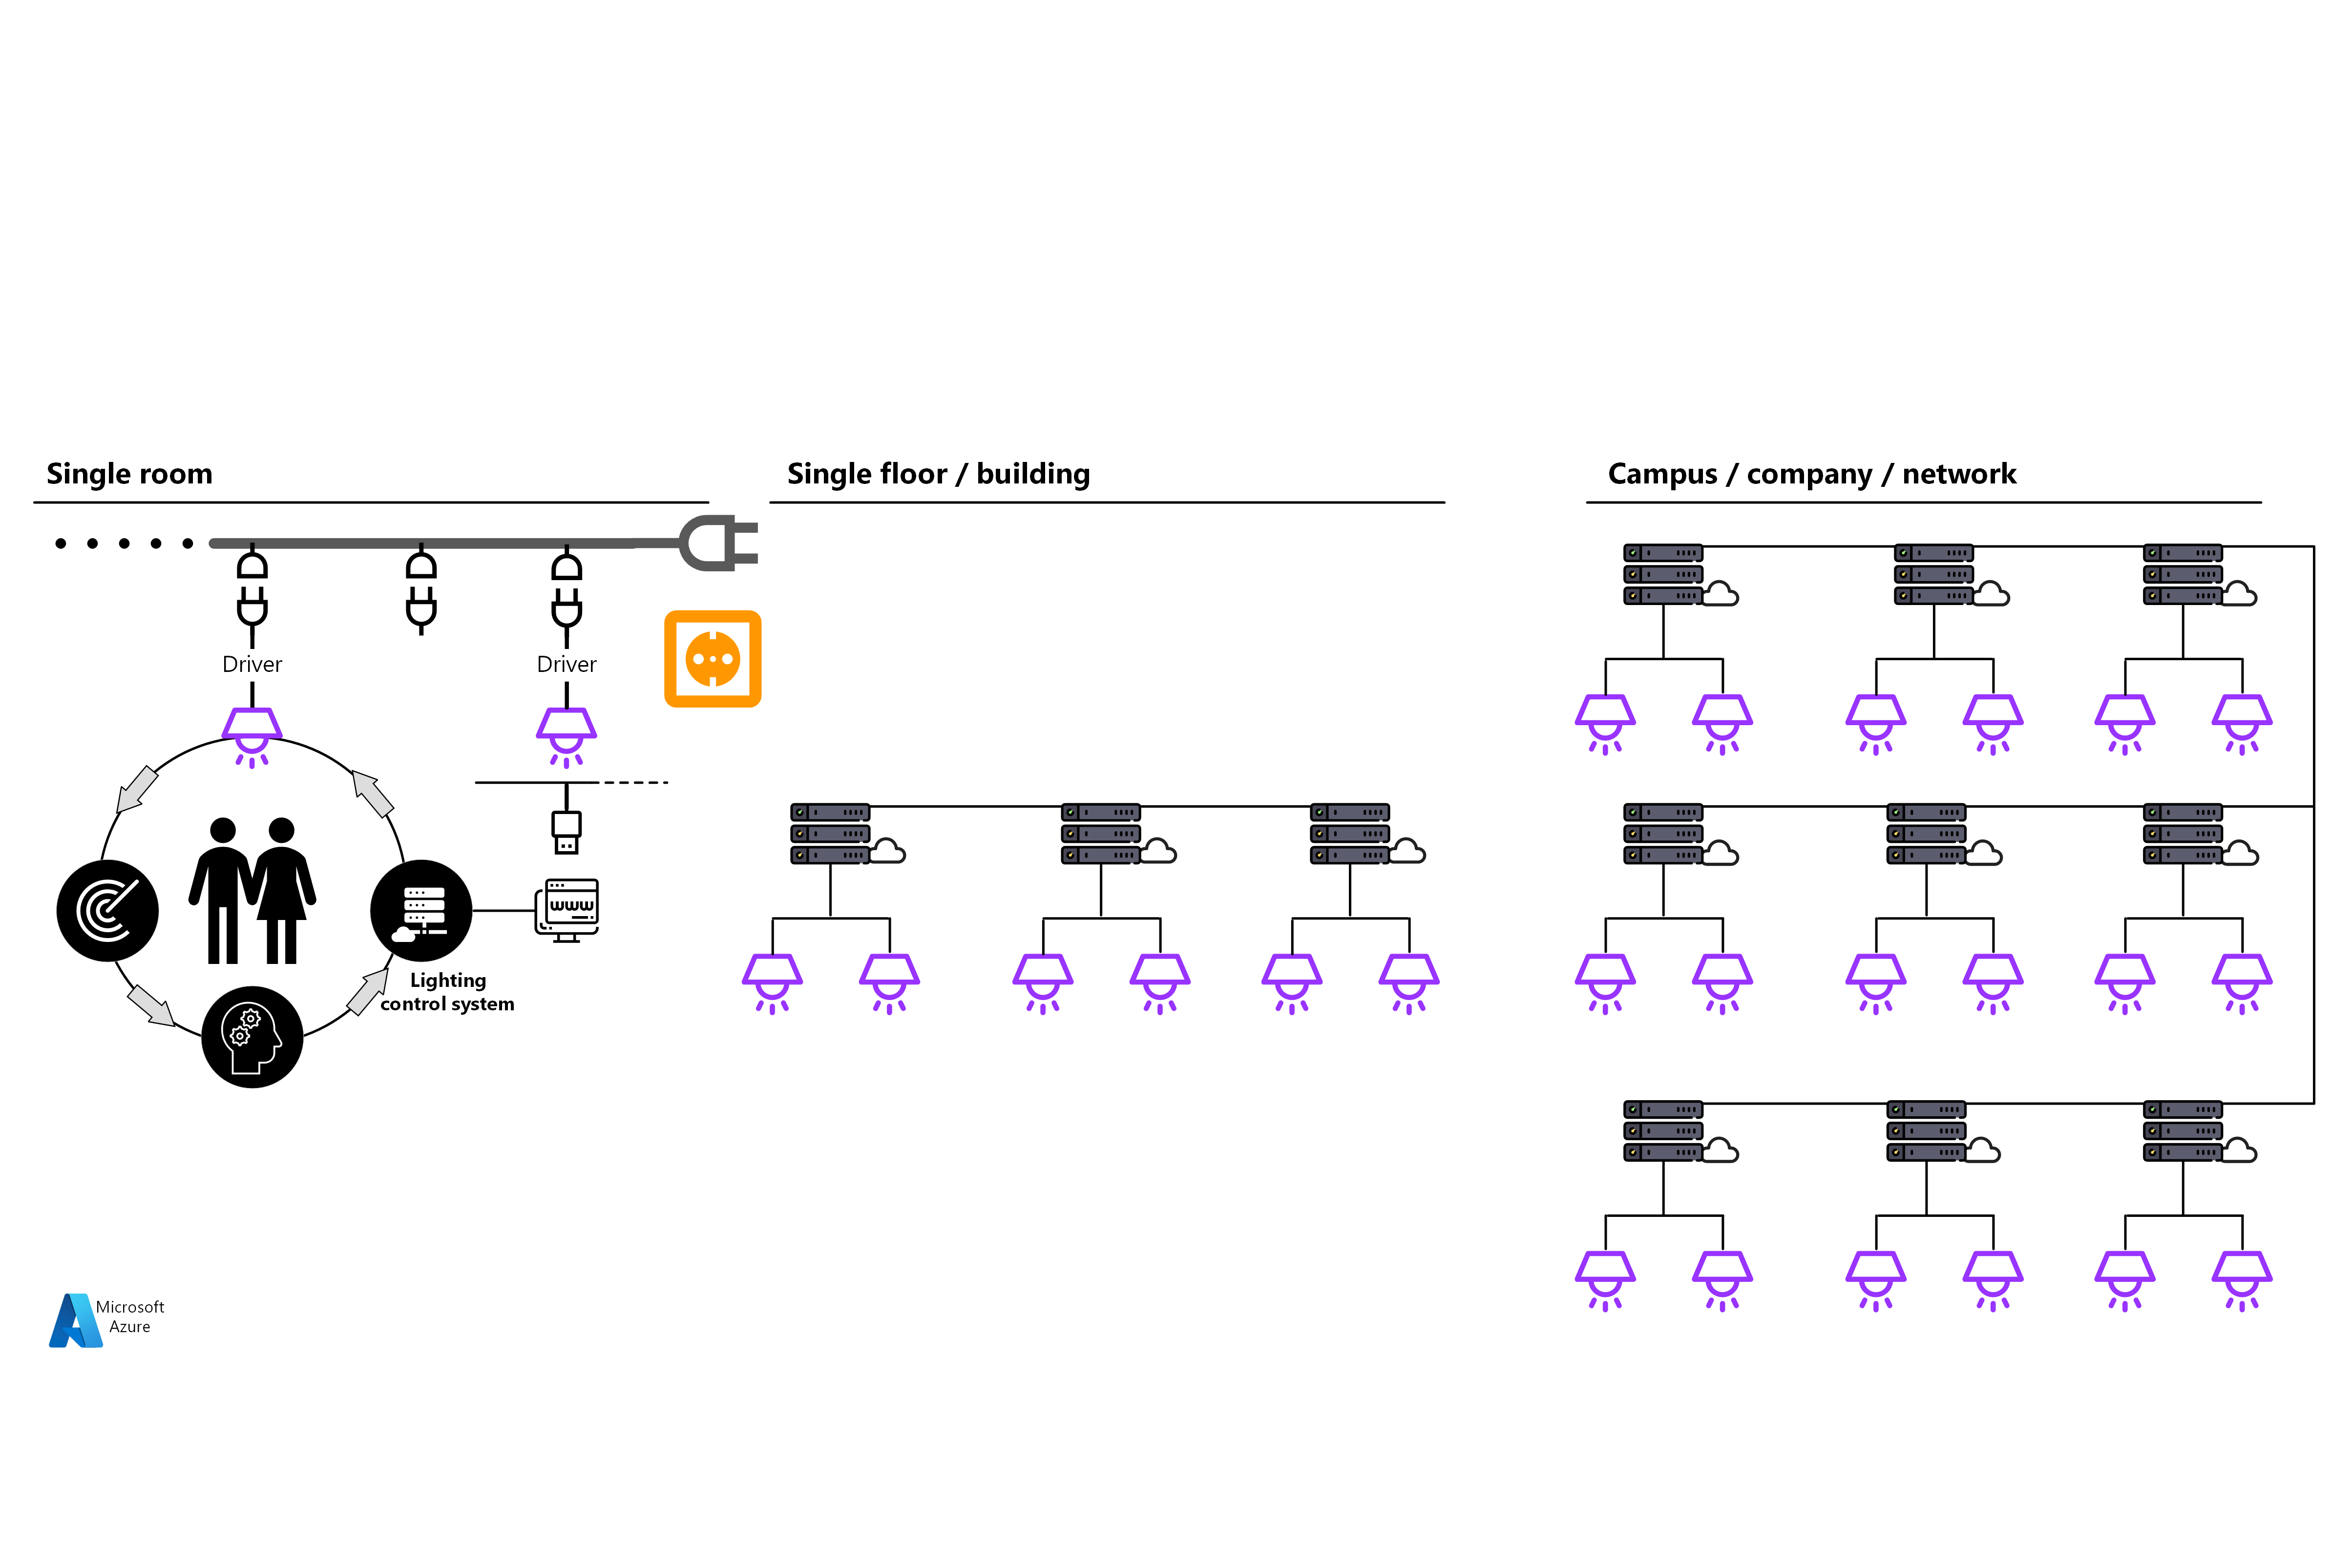 Single room
Single floor / building
Campus / company / network
Driver
Driver
www
Lighting
control system
Microsoft
Azure